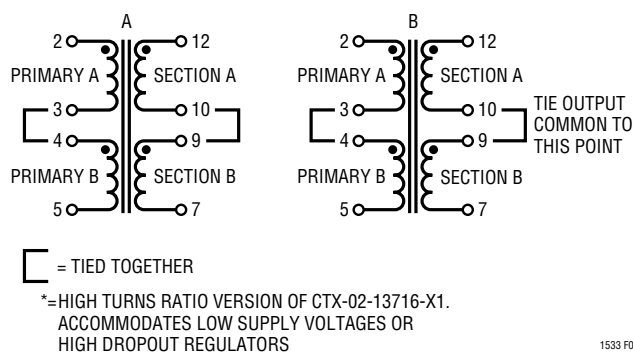 A B
2 12 2 12
PRIMARY A SECTION A PRIMARY A SECTION A
3 10 3 10 TIE OUTPUT
4 9 4 9 COMMON TO
THIS POINT
PRIMARY B SECTION B PRIMARY B SECTION B
5 7 5 7
= TIED TOGETHER
*=HIGH TURNS RATIO VERSION OF CTX-02-13716-X1.
ACCOMMODATES LOW SUPPLY VOLTAGES OR
HIGH DROPOUT REGULATORS
1533 F0